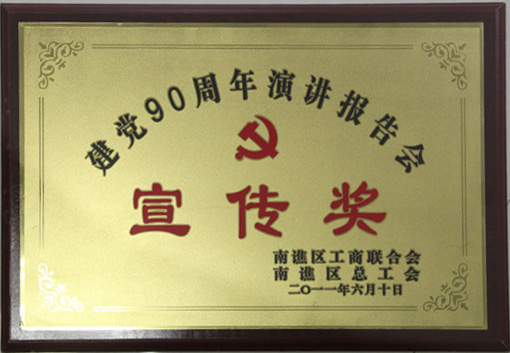 建党90周年演讲报告会
宣传奖
南谯区工商联合会
南谯区总工会
二〇一一年六月十日